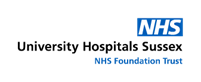 NHS
University Hospitals Sussex
NHS Foundation Trust